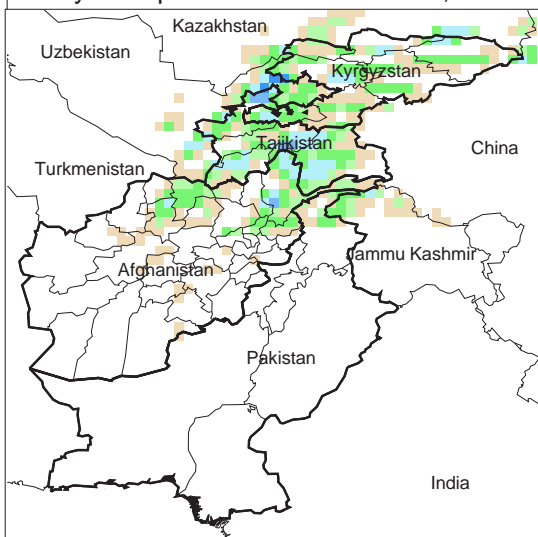 Kazakhstan
Uzbekistan
Kyrgyzstan
Tajikistan
China
Turkmenistan
Jammu Kashmir
Afghanistan
Pakistan
India